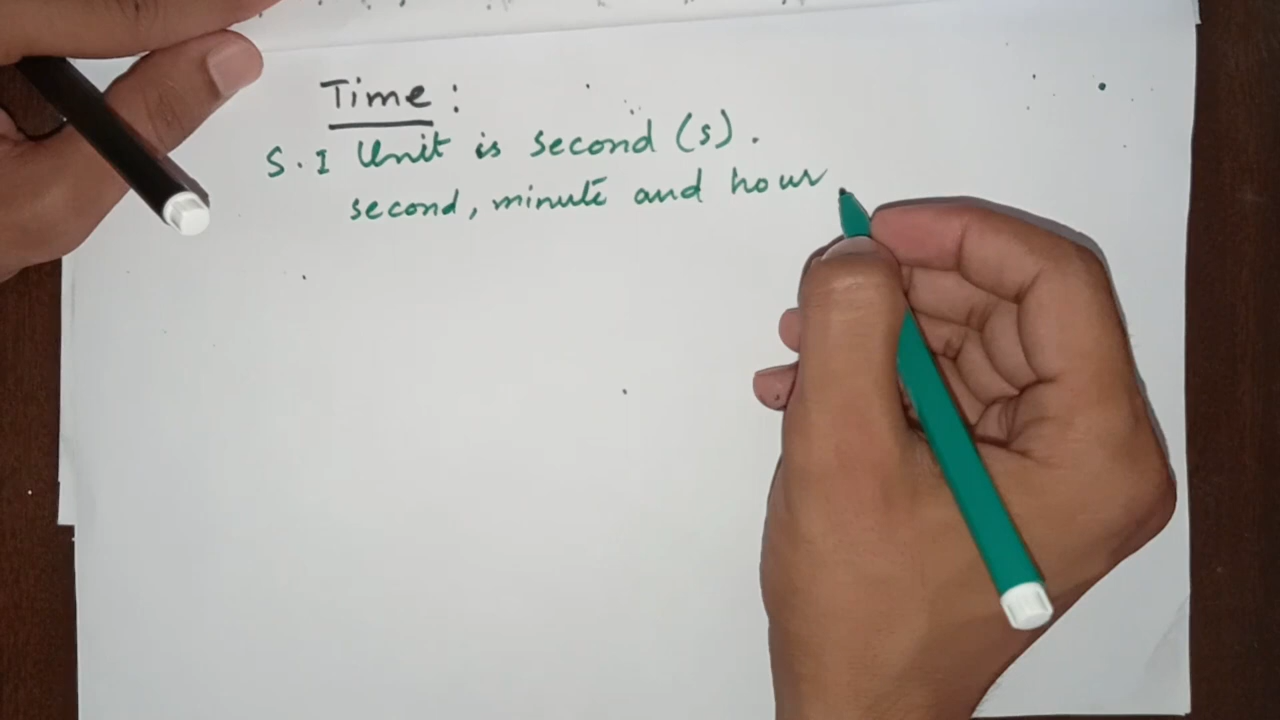 Time :
S.I Unit is second (s).
second, minute and hour